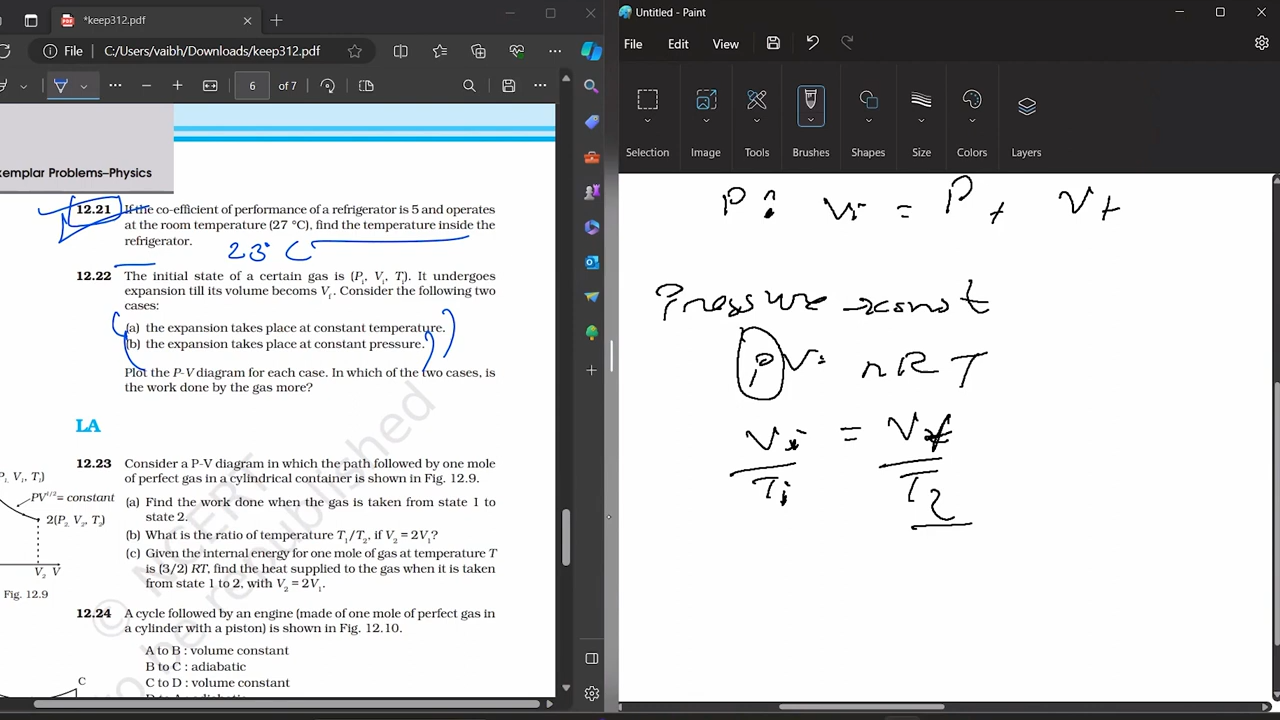 *keep312.pdf
Untitled - Paint
File C:/Users/vaibh/Downloads/keep312.pdf
File Edit View
6 of 7
Selection Image Tools Brushes Shapes Size Colors Layers
xemplar Problems–Physics
12.21 If the co-efficient of performance of a refrigerator is 5 and operates
at the room temperature (27 °C), find the temperature inside the
refrigerator.
23° C
12.22 The initial state of a certain gas is (Pi, Vi, Ti). It undergoes
expansion till its volume becoms Vf. Consider the following two
cases:
(a) the expansion takes place at constant temperature.
(b) the expansion takes place at constant pressure.
Plot the P-V diagram for each case. In which of the two cases, is
the work done by the gas more?
LA
12.23 Consider a P-V diagram in which the path followed by one mole
of perfect gas in a cylindrical container is shown in Fig. 12.9.
(a) Find the work done when the gas is taken from state 1 to
state 2.
(b) What is the ratio of temperature T1/T2, if V2 = 2V1?
(c) Given the internal energy for one mole of gas at temperature T
is (3/2) RT, find the heat supplied to the gas when it is taken
from state 1 to 2, with V2 = 2V1.
V1, T1)
PV1/2= constant
2(P2, V2, T2)
V2 V
Fig. 12.9
12.24 A cycle followed by an engine (made of one mole of perfect gas in
a cylinder with a piston) is shown in Fig. 12.10.
A to B : volume constant
B to C : adiabatic
C to D : volume constant
C
© NCERT
be republished
Pi Vi = Pf Vf
Pressure const
PV = nRT
Vi = Vf
Ti T2